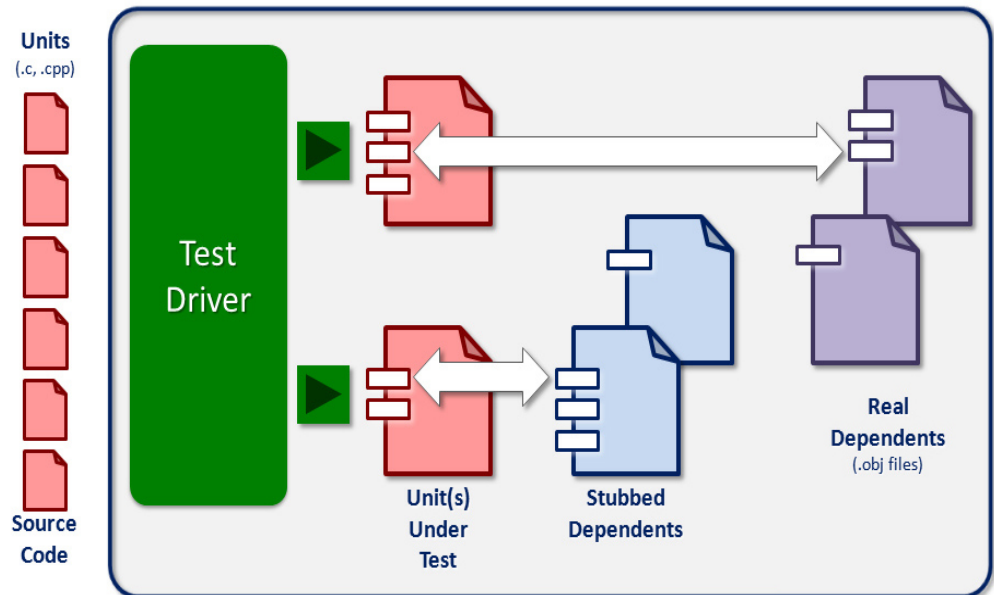 Units
(.c, .cpp)
Source
Code
Test
Driver
Unit(s)
Under
Test
Stubbed
Dependents
Real
Dependents
(.obj files)